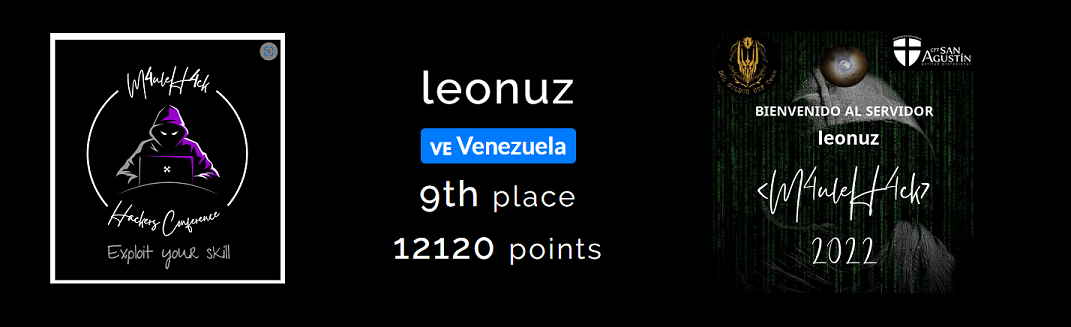 M4uleH4ck
Hackers Conference
Exploit your skill
leonuz
VE Venezuela
9th place
12120 points
CFT SAN
AGUSTÍN
BIENVENIDO AL SERVIDOR
leonuz
<M4uleH4ck>
2022